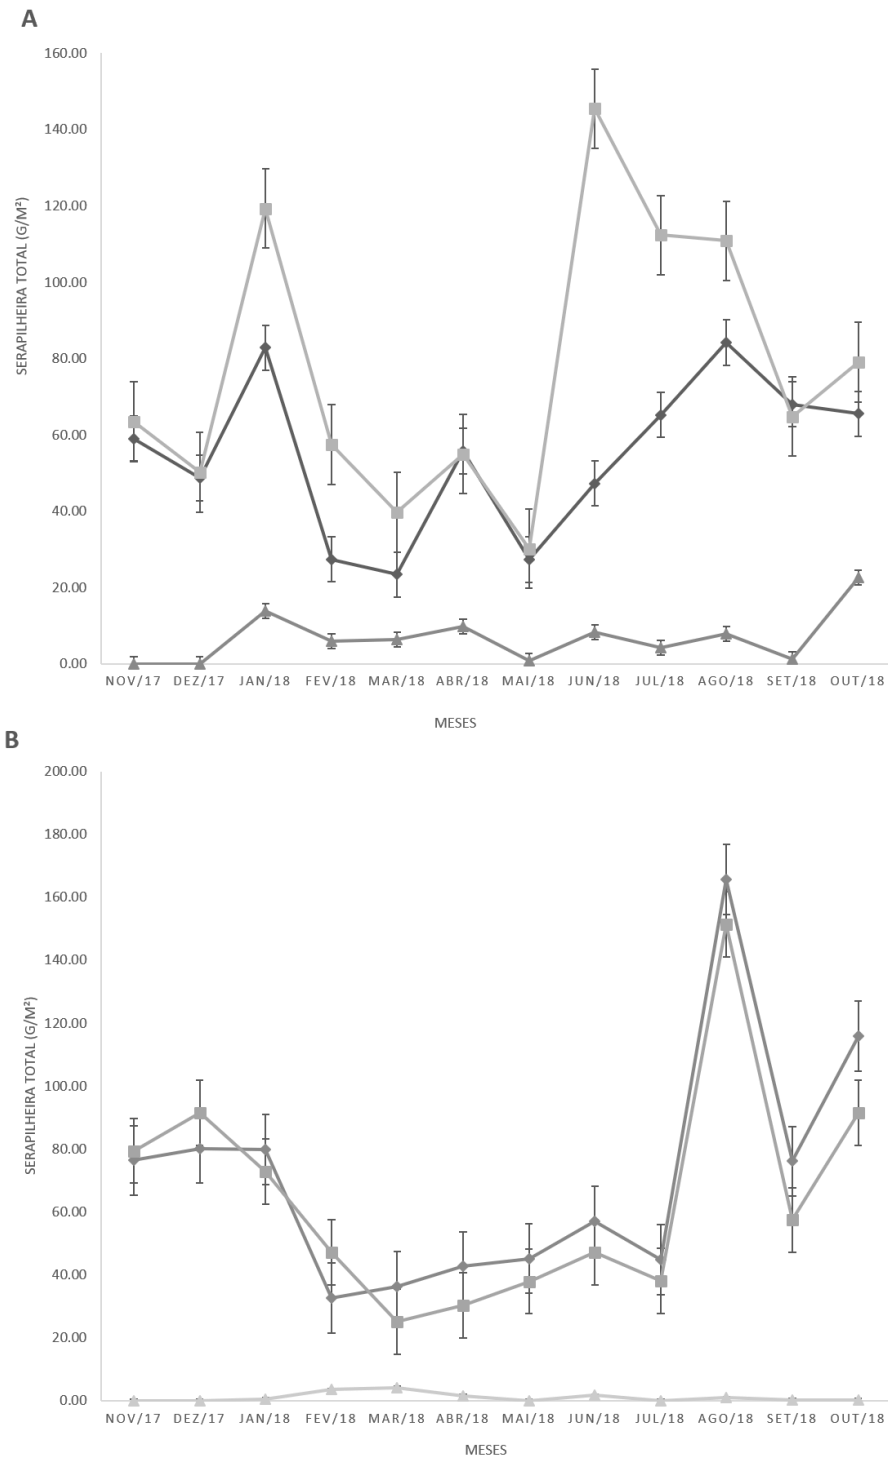 A
160.00
140.00
120.00
100.00
80.00
60.00
40.00
20.00
0.00
SERAPILHEIRA TOTAL (G/M²)
NOV/17 DEZ/17 JAN/18 FEV/18 MAR/18 ABR/18 MAI/18 JUN/18 JUL/18 AGO/18 SET/18 OUT/18
MESES
B
200.00
180.00
160.00
140.00
120.00
100.00
80.00
60.00
40.00
20.00
0.00
SERAPILHEIRA TOTAL (G/M²)
NOV/17 DEZ/17 JAN/18 FEV/18 MAR/18 ABR/18 MAI/18 JUN/18 JUL/18 AGO/18 SET/18 OUT/18
MESES